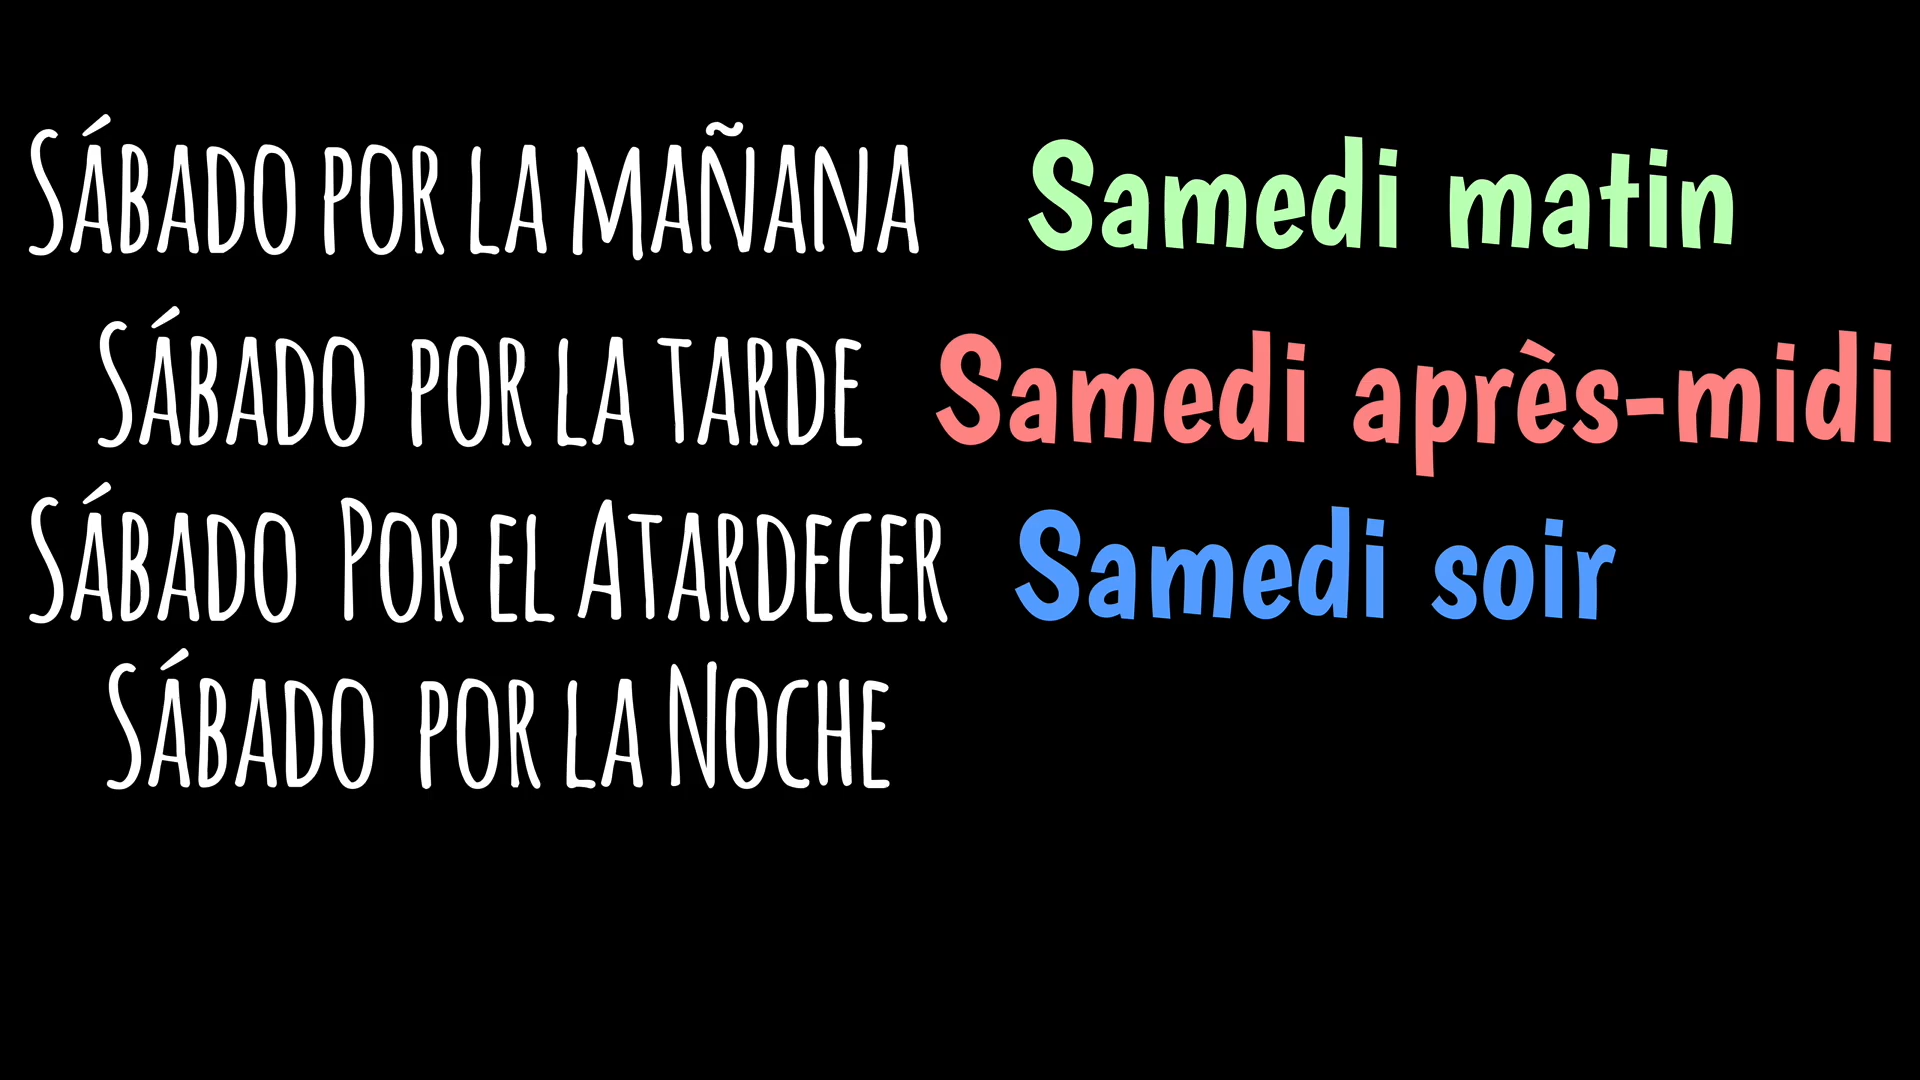 Sábado por la mañana Samedi matin
Sábado por la tarde Samedi après-midi
Sábado Por el Atardecer Samedi soir
Sábado por la Noche